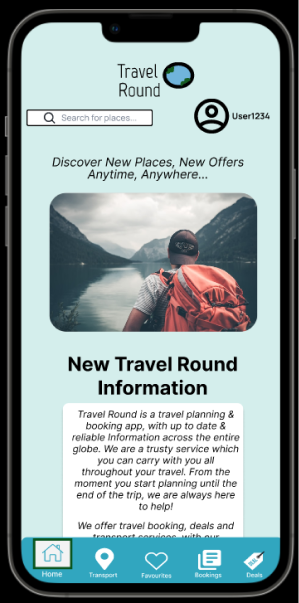 Travel
Round
Search for places...
User1234
Discover New Places, New Offers
Anytime, Anywhere...
New Travel Round
Information
Travel Round is a travel planning &
booking app, with up to date &
reliable Information across the entire
globe. We are a trusty service which
you can carry with you all
throughout your travel. From the
moment you start planning until the
end of the trip, we are always here
to help!
We offer travel booking, deals and
transport services, with our
Home
Transport
Favourites
Bookings
Deals